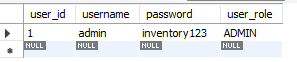 user_id username password user_role
1 admin inventory123 ADMIN
NULL NULL NULL NULL